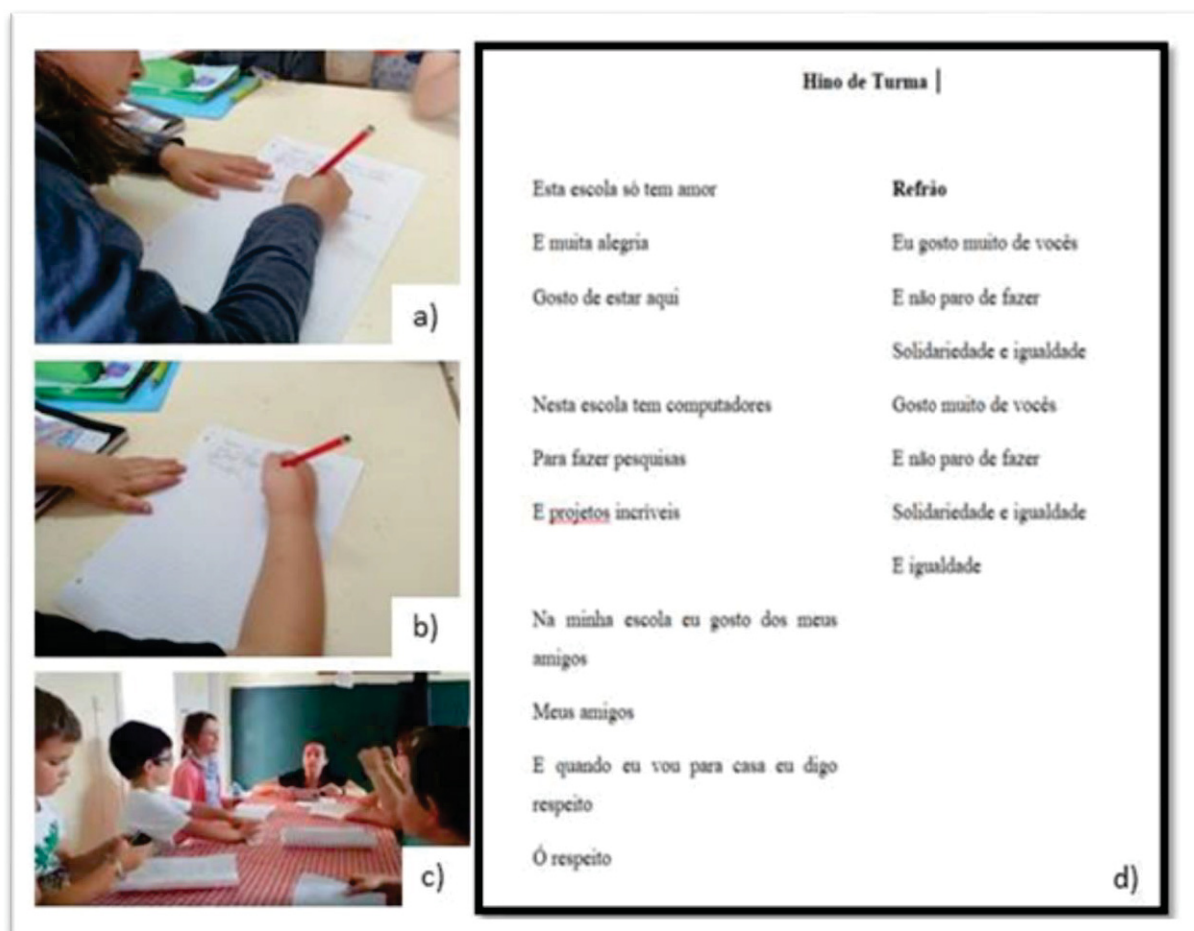 a)
b)
c)
Hino de Turma
Esta escola só tem amor
E muita alegria
Gosto de estar aqui
Nesta escola tem computadores
Para fazer pesquisas
E projetos incríveis
Na minha escola eu gosto dos meus
amigos
Meus amigos
E quando eu vou para casa eu digo
respeito
Ó respeito
Refrão
Eu gosto muito de vocês
E não paro de fazer
Solidariedade e igualdade
Gosto muito de vocês
E não paro de fazer
Solidariedade e igualdade
E igualdade
d)